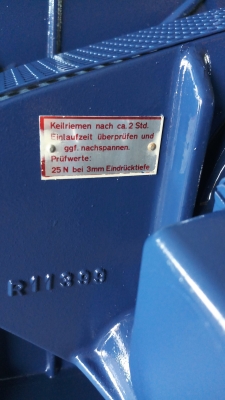 Keilriemen nach ca. 2 Std.
Einlaufzeit überprüfen und
ggf. nachspannen.
Prüfwerte:
25 N bei 3mm Eindrücktiefe
R11399